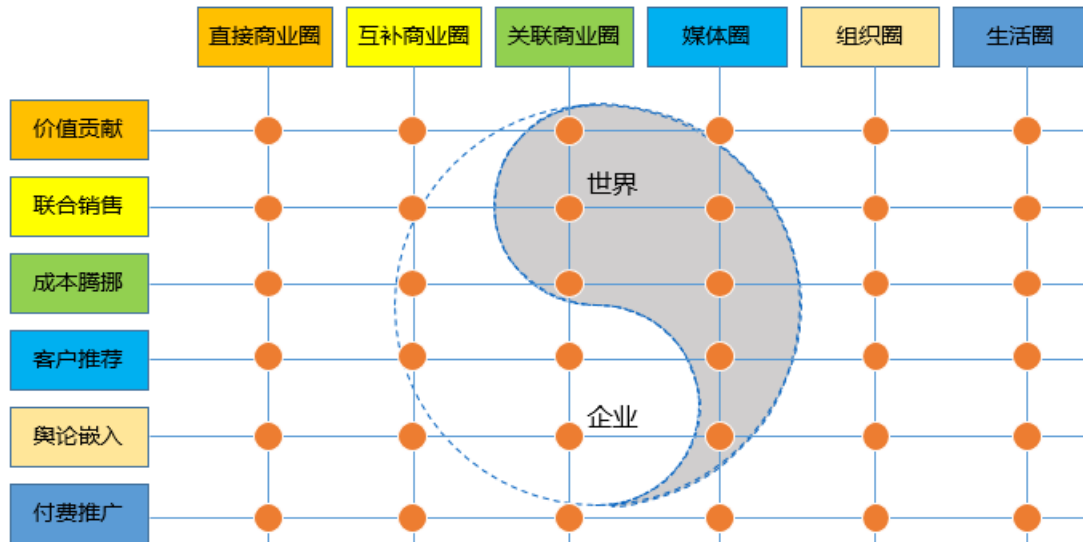 直接商业圈
互补商业圈
关联商业圈
媒体圈
组织圈
生活圈
价值贡献
世界
联合销售
成本腾挪
客户推荐
企业
舆论嵌入
付费推广